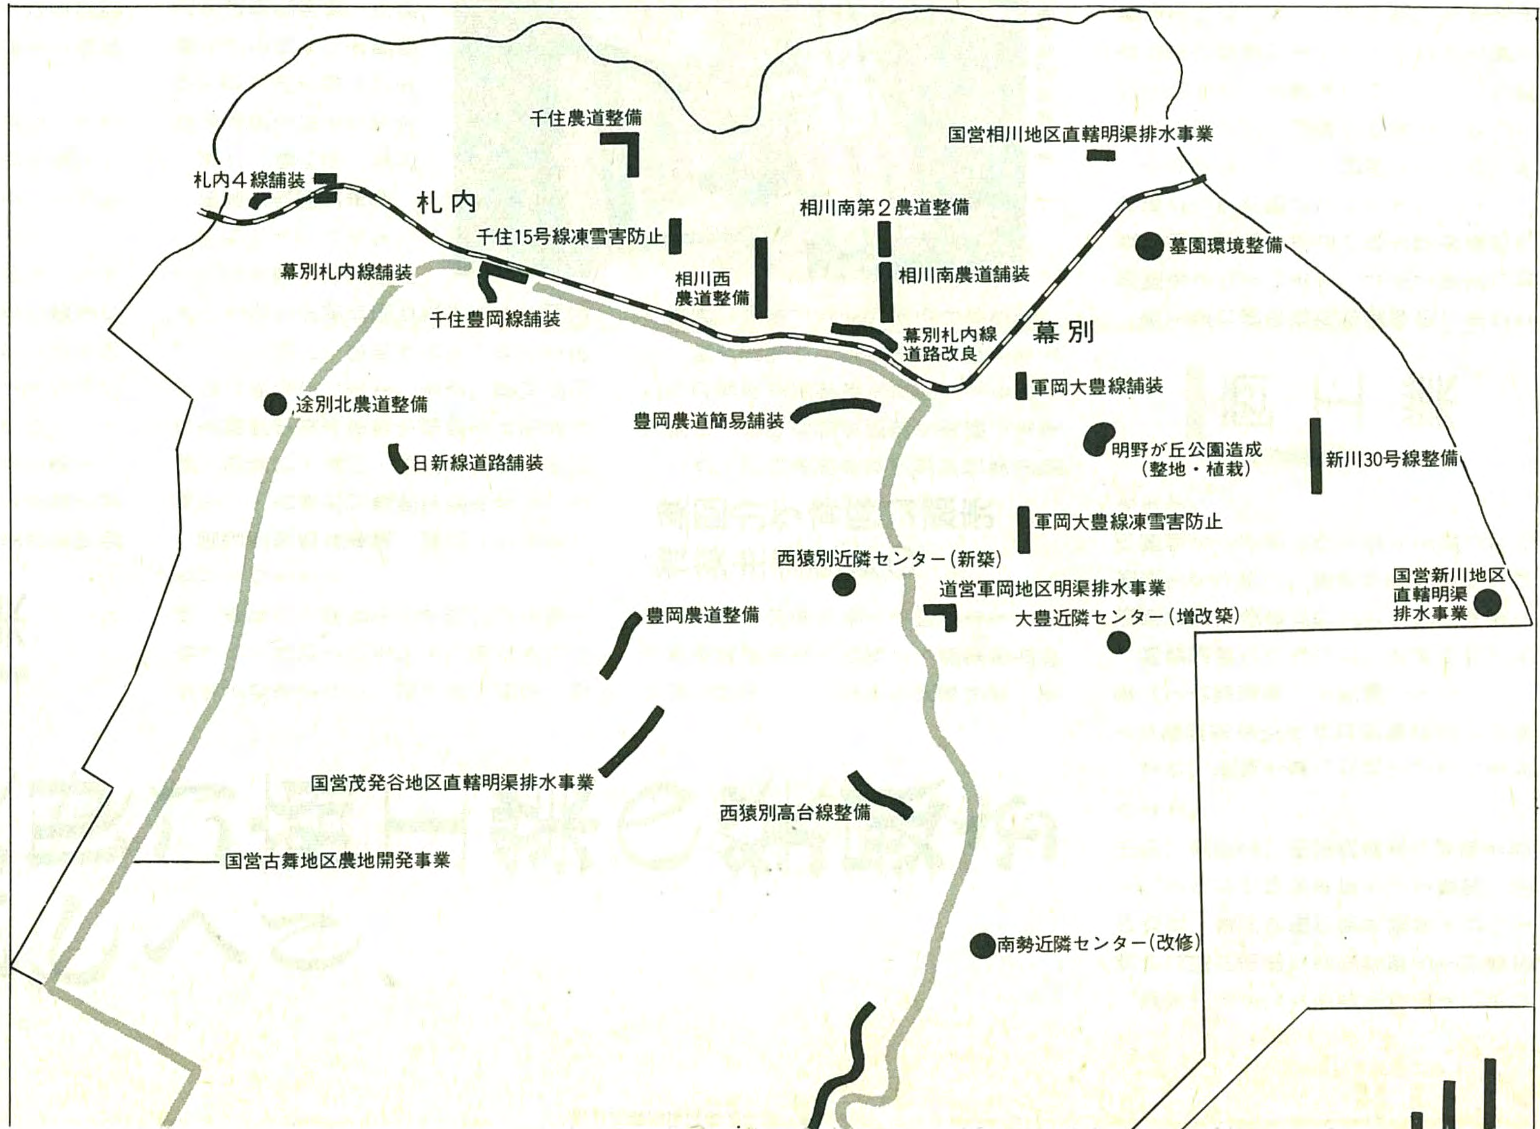 千住農道整備
国営相川地区直轄明渠排水事業
札内4線舗装
札内
相川南第2農道整備
千住15号線凍雪害防止
墓園環境整備
幕別札内線舗装
相川西
農道整備
相川南農道舗装
千住豊岡線舗装
幕別札内線
道路改良
幕別
軍岡大豊線舗装
途別北農道整備
豊岡農道簡易舗装
明野が丘公園造成
(整地・植栽)
日新線道路舗装
新川30号線整備
軍岡大豊線凍雪害防止
西猿別近隣センター(新築)
道営軍岡地区明渠排水事業
国営新川地区
直轄明渠
排水事業
豊岡農道整備
大豊近隣センター(増改築)
国営茂発谷地区直轄明渠排水事業
西猿別高台線整備
国営古舞地区農地開発事業
南勢近隣センター(改修)